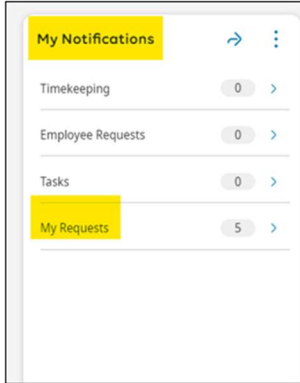 My Notifications
Timekeeping 0
Employee Requests 0
Tasks 0
My Requests 5